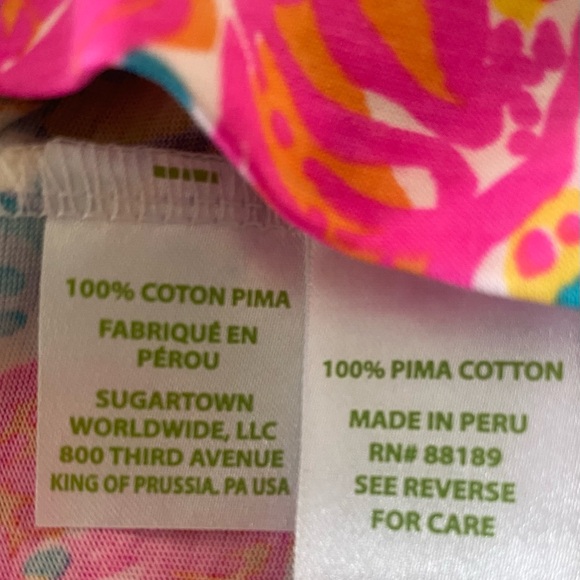 100% COTON PIMA
FABRIQUÉ EN
PÉROU
SUGARTOWN
WORLDWIDE, LLC
800 THIRD AVENUE
KING OF PRUSSIA. PA USA
100% PIMA COTTON
MADE IN PERU
RN# 88189
SEE REVERSE
FOR CARE